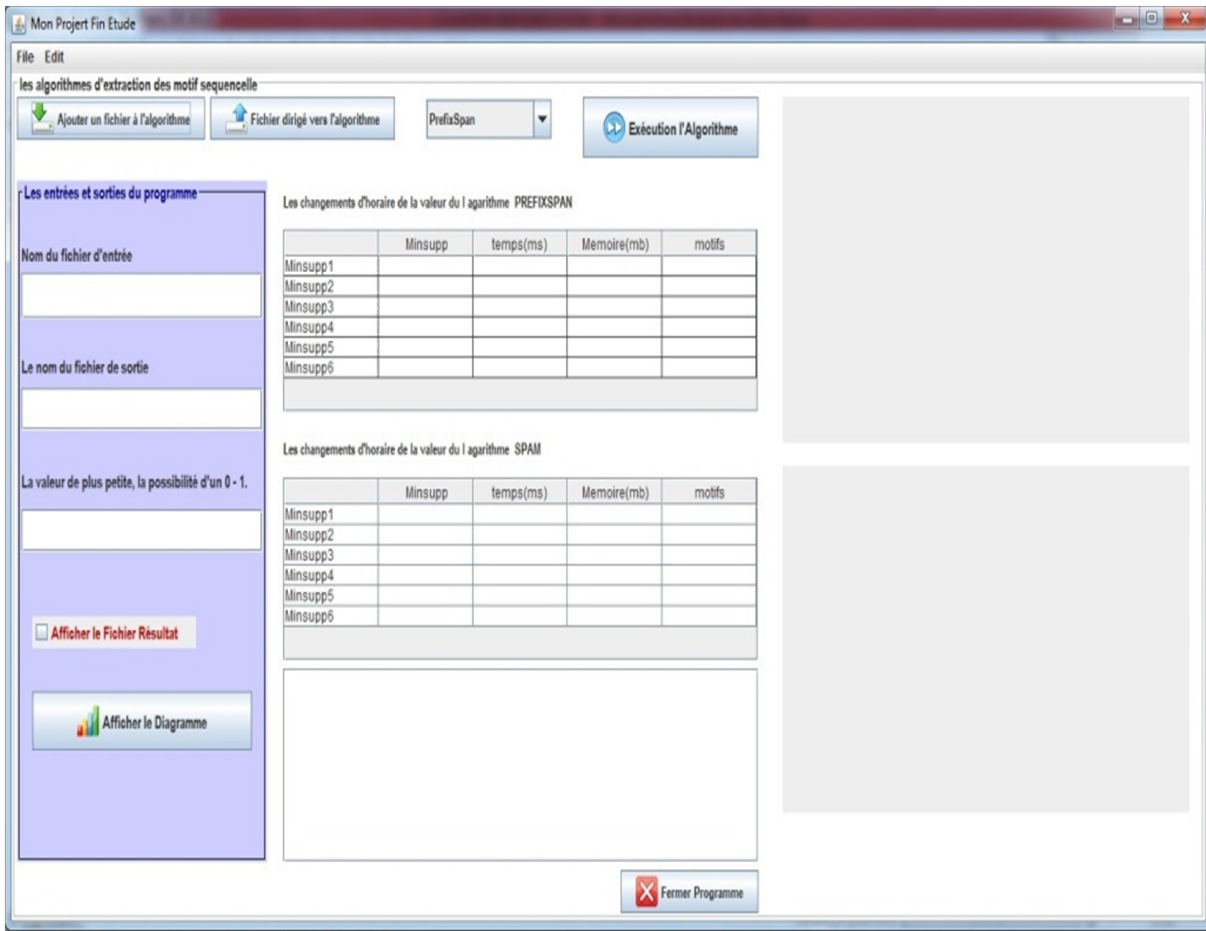 Mon Projert Fin Etude
File Edit
les algorithmes d'extraction des motif sequencelle
Ajouter un fichier à l'algorithme
Fichier dirigé vers l'algorithme
PrefixSpan
Exécution l'Algorithme
Les entrées et sorties du programme
Nom du fichier d'entrée
Le nom du fichier de sortie
La valeur de plus petite, la possibilité d'un 0 - 1.
Afficher le Fichier Résultat
Afficher le Diagramme
Les changements d'horaire de la valeur du l agarithme PREFIXSPAN
Minsupp temps(ms) Memoire(mb) motifs
Minsupp1
Minsupp2
Minsupp3
Minsupp4
Minsupp5
Minsupp6
Les changements d'horaire de la valeur du l agarithme SPAM
Minsupp temps(ms) Memoire(mb) motifs
Minsupp1
Minsupp2
Minsupp3
Minsupp4
Minsupp5
Minsupp6
Fermer Programme